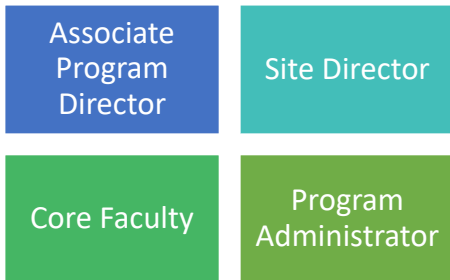 Associate
Program
Director
Site Director
Core Faculty
Program
Administrator